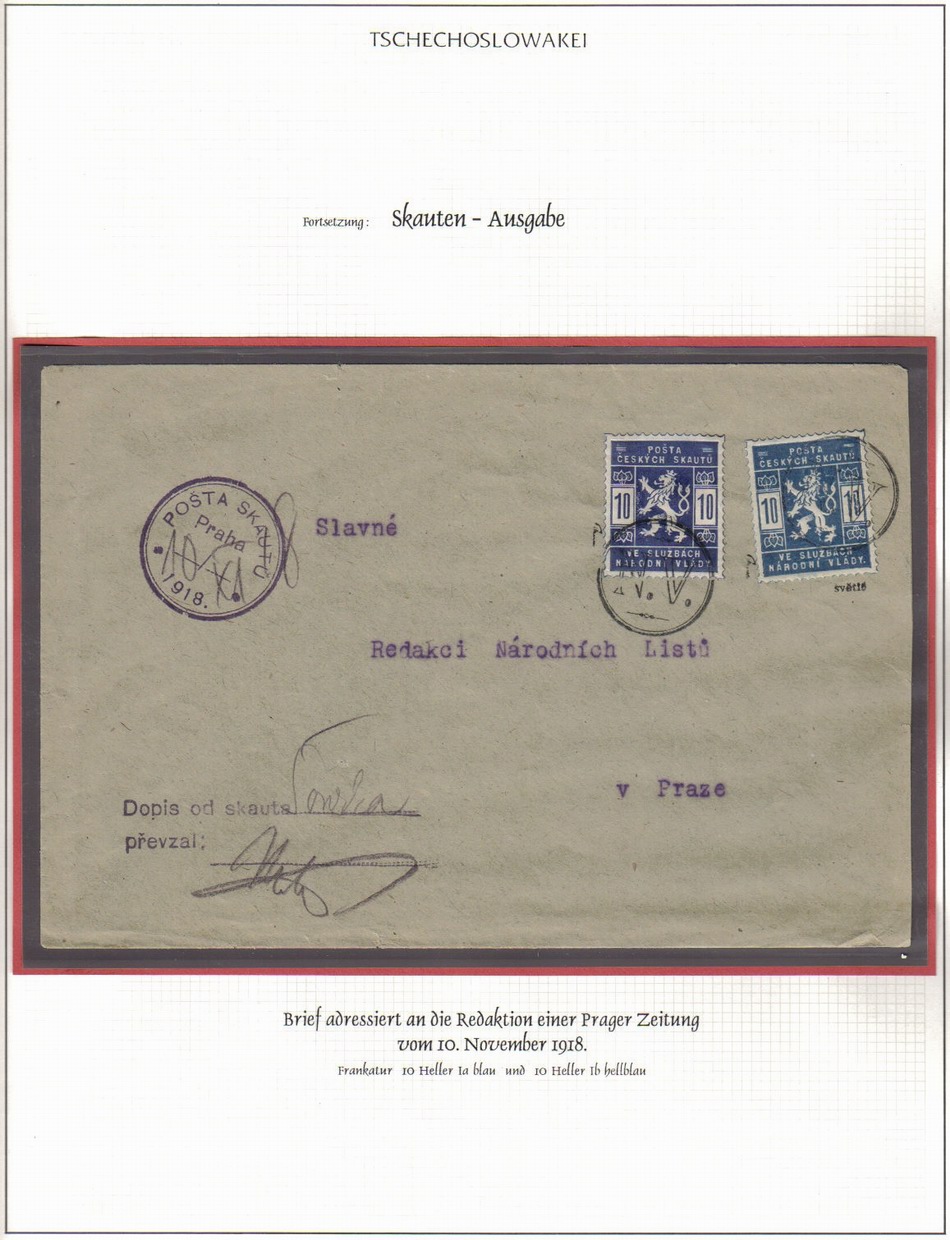 TSCHECHOSLOWAKEI
Fortsetzung: Skauten - Ausgabe
POŠTA
ČESKÝCH SKAUTŮ
10 10
VE SLUŽBÁCH
NÁRODNÍ VLÁDY.
POŠTA
ČESKÝCH SKAUTŮ
10 10
VE SLUŽBÁCH
NÁRODNÍ VLÁDY.
světlé
N. V.
POŠTA SKAUTŮ
Praha
10 XI
1918.
Slavné
Redakci Národních Listů
v Praze
Dopis od skauta
převzal:
Brief adressiert an die Redaktion einer Prager Zeitung
vom 10. November 1918.
Frankatur 10 Heller Ia blau und 10 Heller Ib hellblau